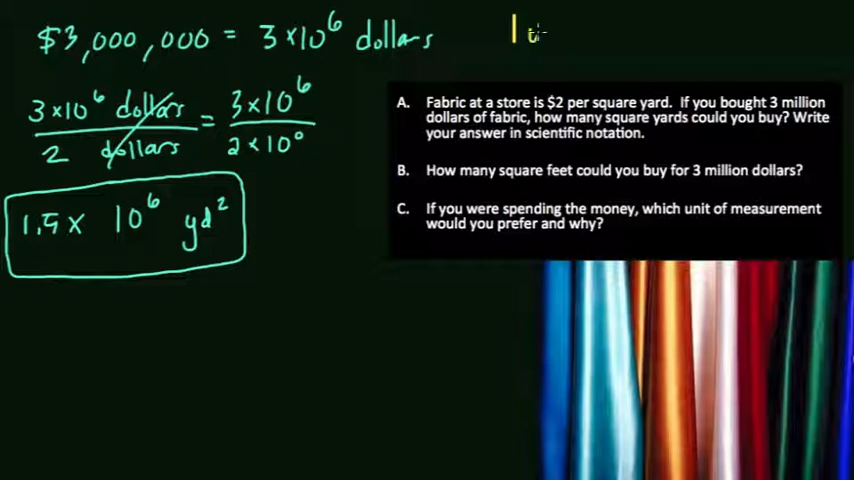 $3,000,000 = 3×10⁶ dollars
3×10⁶ dollars / 2 dollars = 3×10⁶ / 2×10⁰
1.5× 10⁶ yd²
1
A. Fabric at a store is $2 per square yard. If you bought 3 million
dollars of fabric, how many square yards could you buy? Write
your answer in scientific notation.
B. How many square feet could you buy for 3 million dollars?
C. If you were spending the money, which unit of measurement
would you prefer and why?